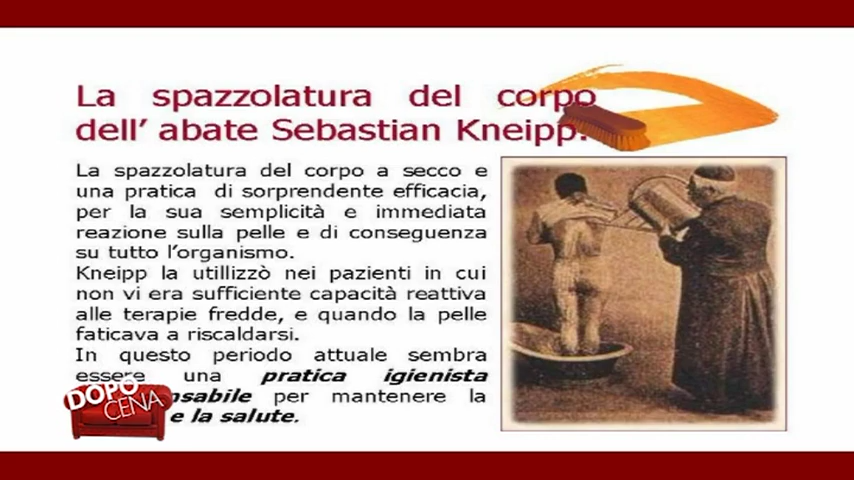 La spazzolatura del corpo
dell' abate Sebastian Kneipp.
La spazzolatura del corpo a secco e
una pratica di sorprendente efficacia,
per la sua semplicità e immediata
reazione sulla pelle e di conseguenza
su tutto l'organismo.
Kneipp la utilizzò nei pazienti in cui
non vi era sufficiente capacità reattiva
alle terapie fredde, e quando la pelle
faticava a riscaldarsi.
In questo periodo attuale sembra
essere una pratica igienista
nsabile per mantenere la
e la salute.
DOPO
CENA